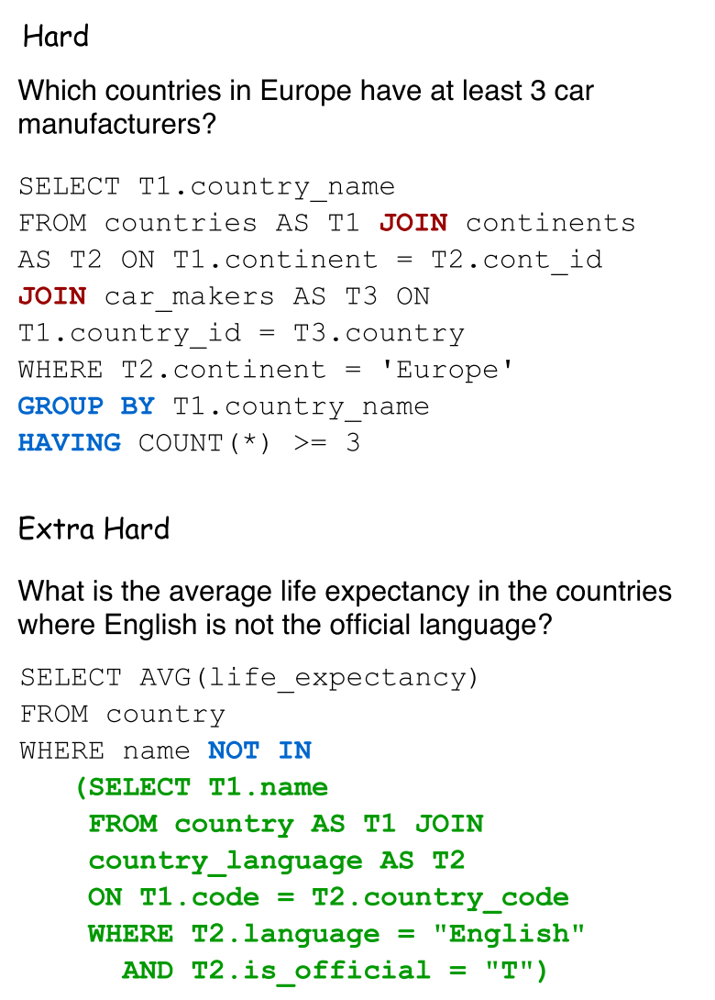 Hard
Which countries in Europe have at least 3 car
manufacturers?
SELECT T1.country_name
FROM countries AS T1 JOIN continents
AS T2 ON T1.continent = T2.cont_id
JOIN car_makers AS T3 ON
T1.country_id = T3.country
WHERE T2.continent = 'Europe'
GROUP BY T1.country_name
HAVING COUNT(*) >= 3
Extra Hard
What is the average life expectancy in the countries
where English is not the official language?
SELECT AVG(life_expectancy)
FROM country
WHERE name NOT IN
(SELECT T1.name
FROM country AS T1 JOIN
country_language AS T2
ON T1.code = T2.country_code
WHERE T2.language = "English"
AND T2.is_official = "T")